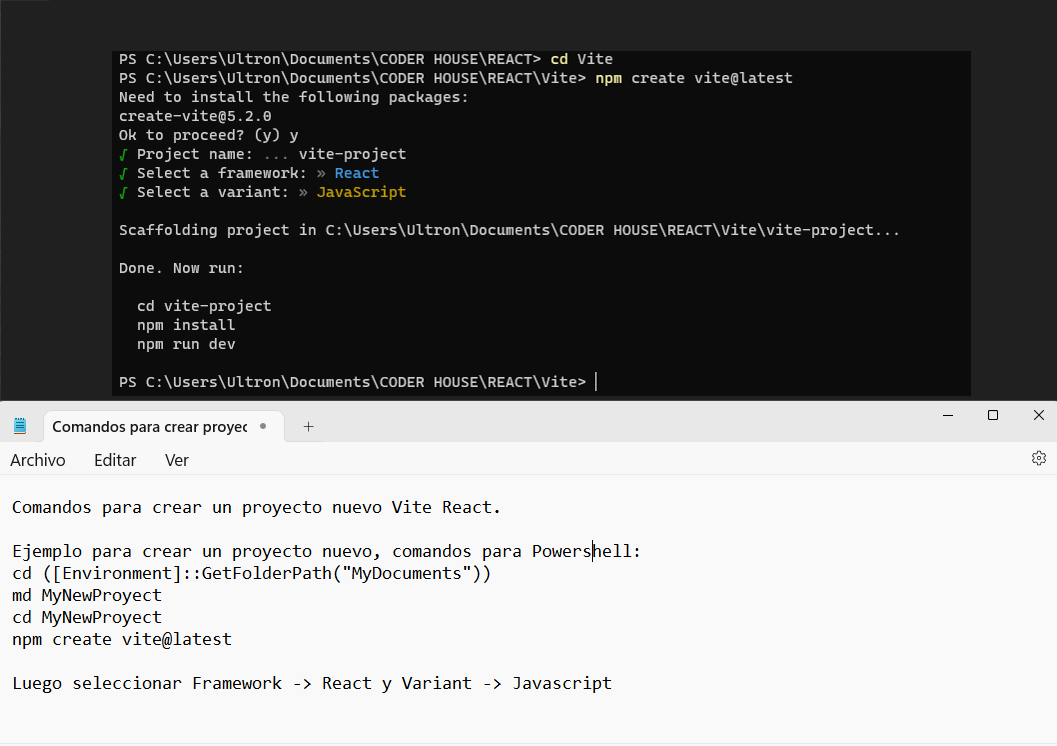 PS C:\Users\Ultron\Documents\CODER HOUSE\REACT> cd Vite
PS C:\Users\Ultron\Documents\CODER HOUSE\REACT\Vite> npm create vite@latest
Need to install the following packages:
create-vite@5.2.0
Ok to proceed? (y) y
√ Project name: ... vite-project
√ Select a framework: » React
√ Select a variant: » JavaScript
Scaffolding project in C:\Users\Ultron\Documents\CODER HOUSE\REACT\Vite\vite-project...
Done. Now run:
cd vite-project
npm install
npm run dev
PS C:\Users\Ultron\Documents\CODER HOUSE\REACT\Vite>
Comandos para crear proyec
Archivo Editar Ver
Comandos para crear un proyecto nuevo Vite React.
Ejemplo para crear un proyecto nuevo, comandos para Powershell:
cd ([Environment]::GetFolderPath("MyDocuments"))
md MyNewProyect
cd MyNewProyect
npm create vite@latest
Luego seleccionar Framework -> React y Variant -> Javascript